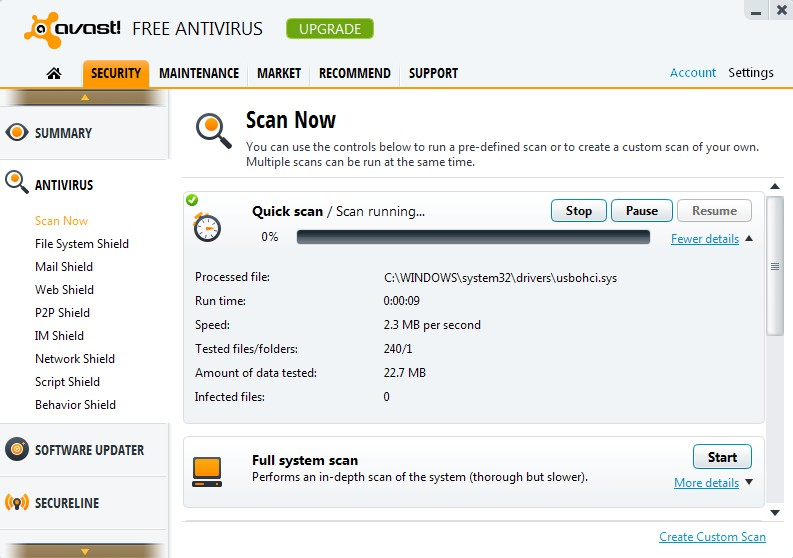 avast! FREE ANTIVIRUS UPGRADE
SECURITY MAINTENANCE MARKET RECOMMEND SUPPORT Account Settings
SUMMARY
ANTIVIRUS
Scan Now
File System Shield
Mail Shield
Web Shield
P2P Shield
IM Shield
Network Shield
Script Shield
Behavior Shield
SOFTWARE UPDATER
SECURELINE
Scan Now
You can use the controls below to run a pre-defined scan or to create a custom scan of your own.
Multiple scans can be run at the same time.
Quick scan / Scan running... Stop Pause Resume
0% Fewer details
Processed file: C:\WINDOWS\system32\drivers\usbohci.sys
Run time: 0:00:09
Speed: 2.3 MB per second
Tested files/folders: 240/1
Amount of data tested: 22.7 MB
Infected files: 0
Full system scan Start
Performs an in-depth scan of the system (thorough but slower). More details
Create Custom Scan